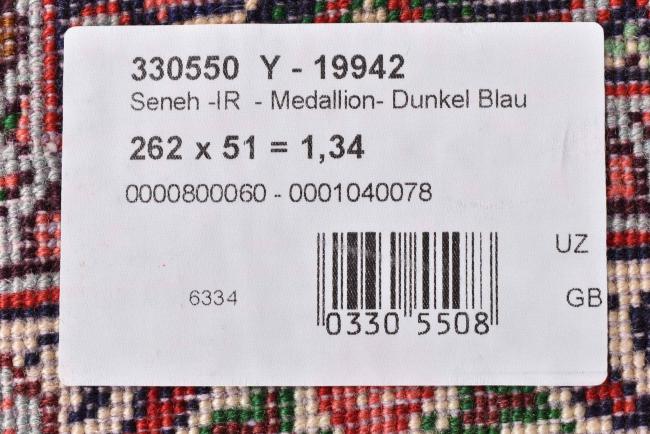 330550 Y - 19942
Seneh -IR - Medallion- Dunkel Blau
262 x 51 = 1,34
0000800060 - 0001040078
UZ
6334
GB
0330 5508